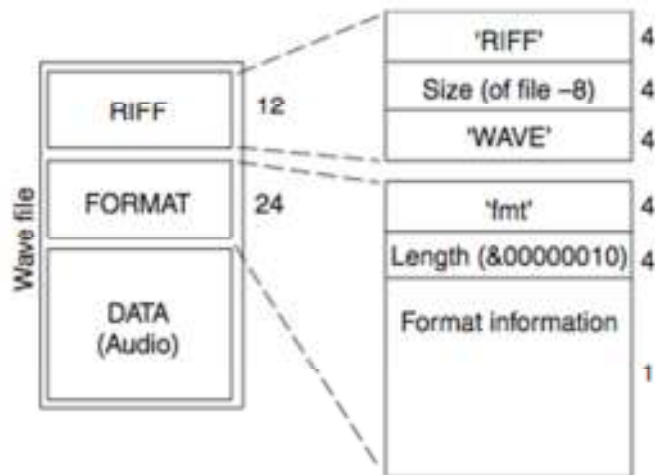 Wave file
RIFF
12
FORMAT
24
DATA
(Audio)
'RIFF'
4
Size (of file –8)
4
'WAVE'
4
'fmt'
4
Length (&00000010)
4
Format information
1